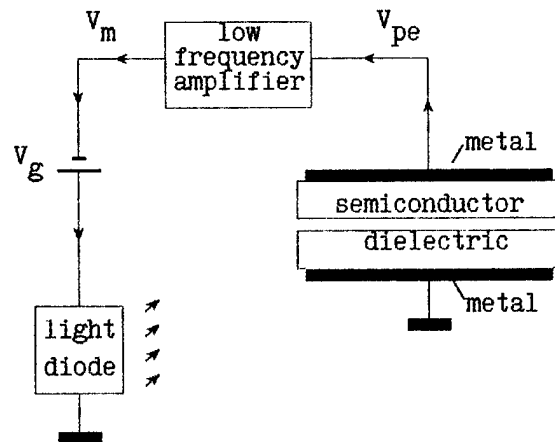 V_m
low
frequency
amplifier
V_pe
V_g
metal
semiconductor
dielectric
metal
light
diode